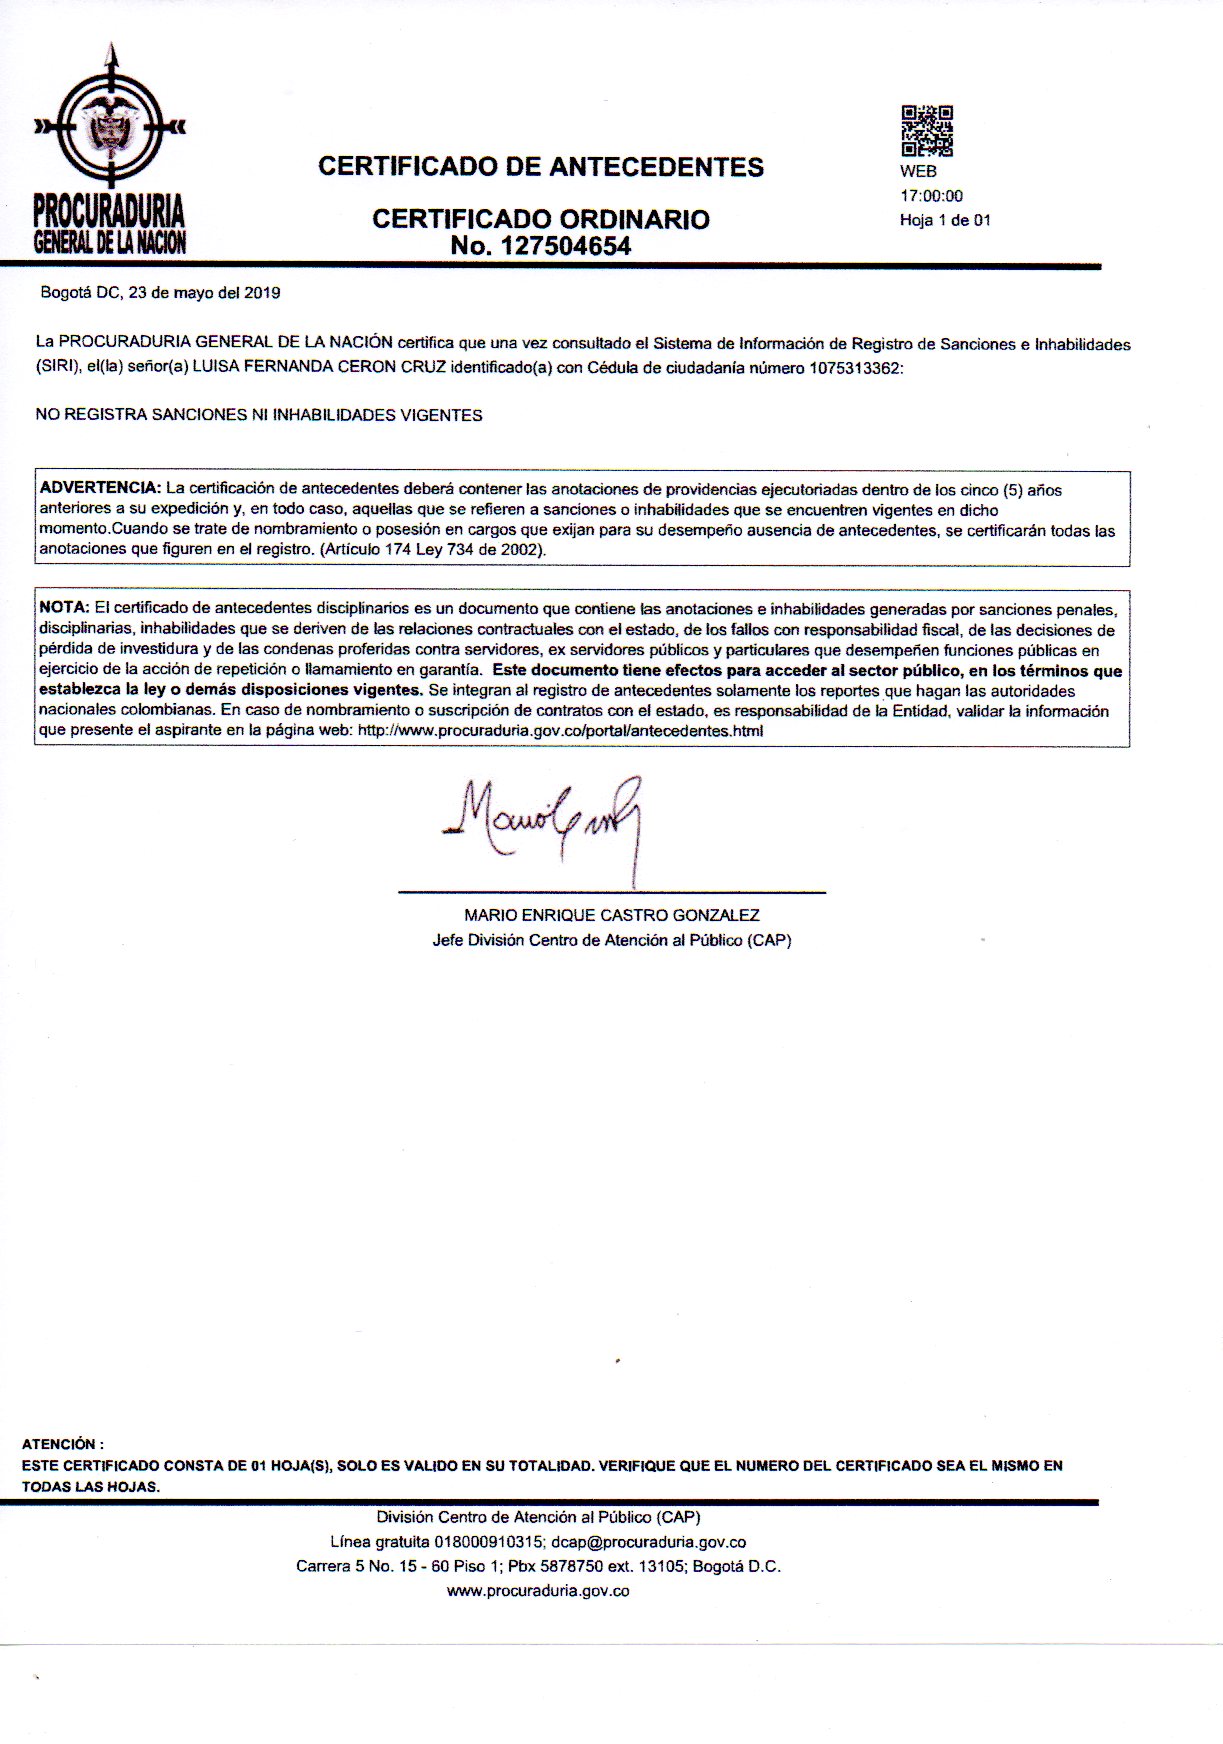 PROCURADURIA
GENERAL DE LA NACION
CERTIFICADO DE ANTECEDENTES
CERTIFICADO ORDINARIO
No. 127504654
WEB
17:00:00
Hoja 1 de 01
Bogotá DC, 23 de mayo del 2019
La PROCURADURIA GENERAL DE LA NACIÓN certifica que una vez consultado el Sistema de Información de Registro de Sanciones e Inhabilidades
(SIRI), el(la) señor(a) LUISA FERNANDA CERON CRUZ identificado(a) con Cédula de ciudadanía número 1075313362:
NO REGISTRA SANCIONES NI INHABILIDADES VIGENTES
ADVERTENCIA: La certificación de antecedentes deberá contener las anotaciones de providencias ejecutoriadas dentro de los cinco (5) años
anteriores a su expedición y, en todo caso, aquellas que se refieren a sanciones o inhabilidades que se encuentren vigentes en dicho
momento.Cuando se trate de nombramiento o posesión en cargos que exijan para su desempeño ausencia de antecedentes, se certificarán todas las
anotaciones que figuren en el registro. (Artículo 174 Ley 734 de 2002).
NOTA: El certificado de antecedentes disciplinarios es un documento que contiene las anotaciones e inhabilidades generadas por sanciones penales,
disciplinarias, inhabilidades que se deriven de las relaciones contractuales con el estado, de los fallos con responsabilidad fiscal, de las decisiones de
pérdida de investidura y de las condenas proferidas contra servidores, ex servidores públicos y particulares que desempeñen funciones públicas en
ejercicio de la acción de repetición o llamamiento en garantía. Este documento tiene efectos para acceder al sector público, en los términos que
establezca la ley o demás disposiciones vigentes. Se integran al registro de antecedentes solamente los reportes que hagan las autoridades
nacionales colombianas. En caso de nombramiento o suscripción de contratos con el estado, es responsabilidad de la Entidad, validar la información
que presente el aspirante en la página web: http://www.procuraduria.gov.co/portal/antecedentes.html
MARIO ENRIQUE CASTRO GONZALEZ
Jefe División Centro de Atención al Público (CAP)
ATENCIÓN :
ESTE CERTIFICADO CONSTA DE 01 HOJA(S), SOLO ES VALIDO EN SU TOTALIDAD. VERIFIQUE QUE EL NUMERO DEL CERTIFICADO SEA EL MISMO EN
TODAS LAS HOJAS.
División Centro de Atención al Público (CAP)
Línea gratuita 018000910315; dcap@procuraduria.gov.co
Carrera 5 No. 15 - 60 Piso 1; Pbx 5878750 ext. 13105; Bogotá D.C.
www.procuraduria.gov.co